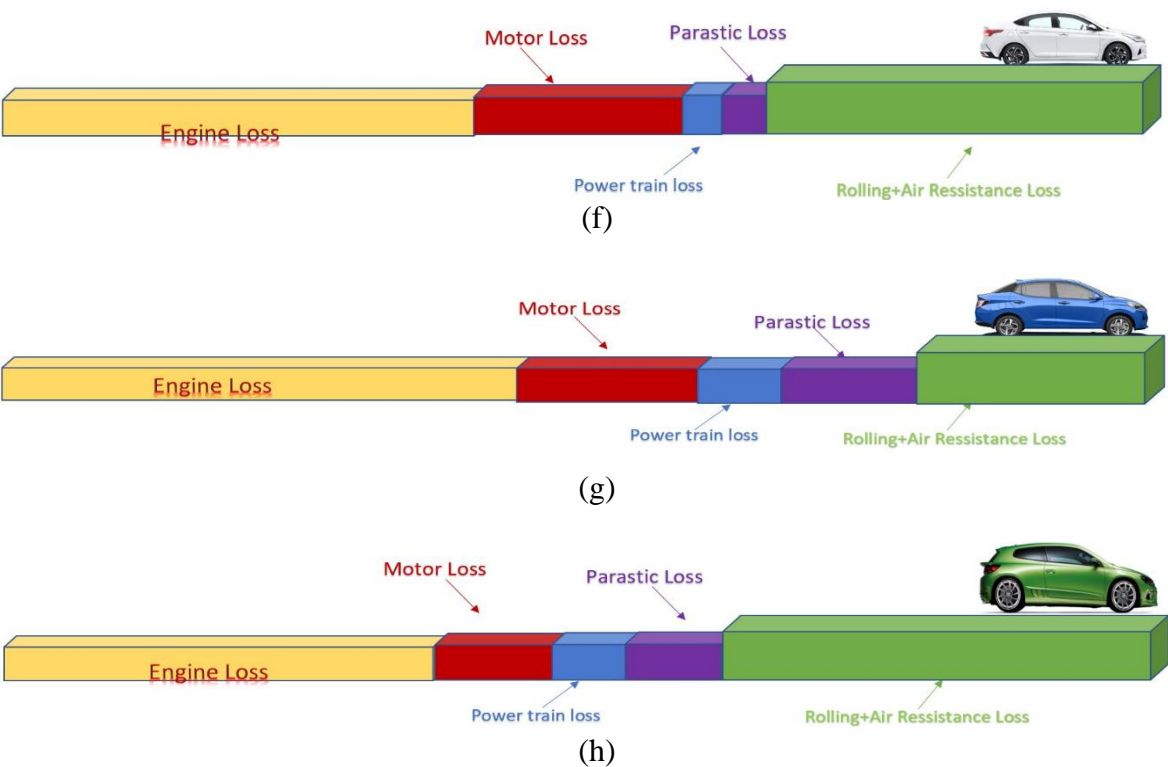 Motor Loss
Parastic Loss
Engine Loss
Power train loss
Rolling+Air Ressistance Loss
(f)
Motor Loss
Parastic Loss
Engine Loss
Power train loss
Rolling+Air Ressistance Loss
(g)
Motor Loss
Parastic Loss
Engine Loss
Power train loss
Rolling+Air Ressistance Loss
(h)